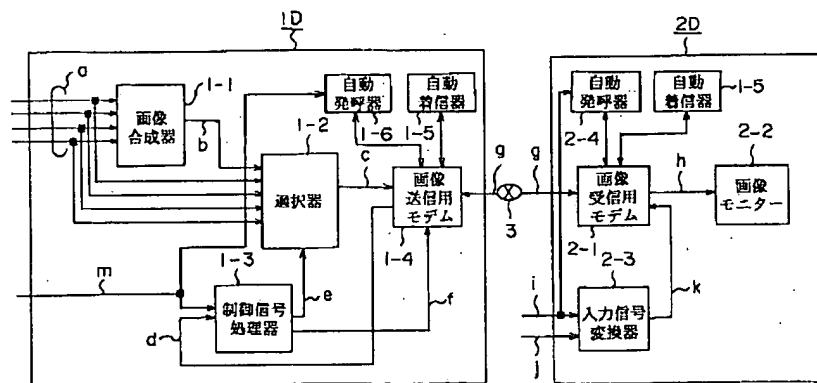 1D
2D
a
1-1
画像
合成器
b
1-2
選択器
自動
発呼器
1-6
自動
着信器
1-5
c
画像
送信用
モデム
1-4
g
3
g
自動
発呼器
2-4
自動
着信器
1-5
画像
受信用
モデム
2-1
h
2-2
画像
モニター
m
1-3
制御信号
処理器
d
e
f
i
j
2-3
入力信号
変換器
k